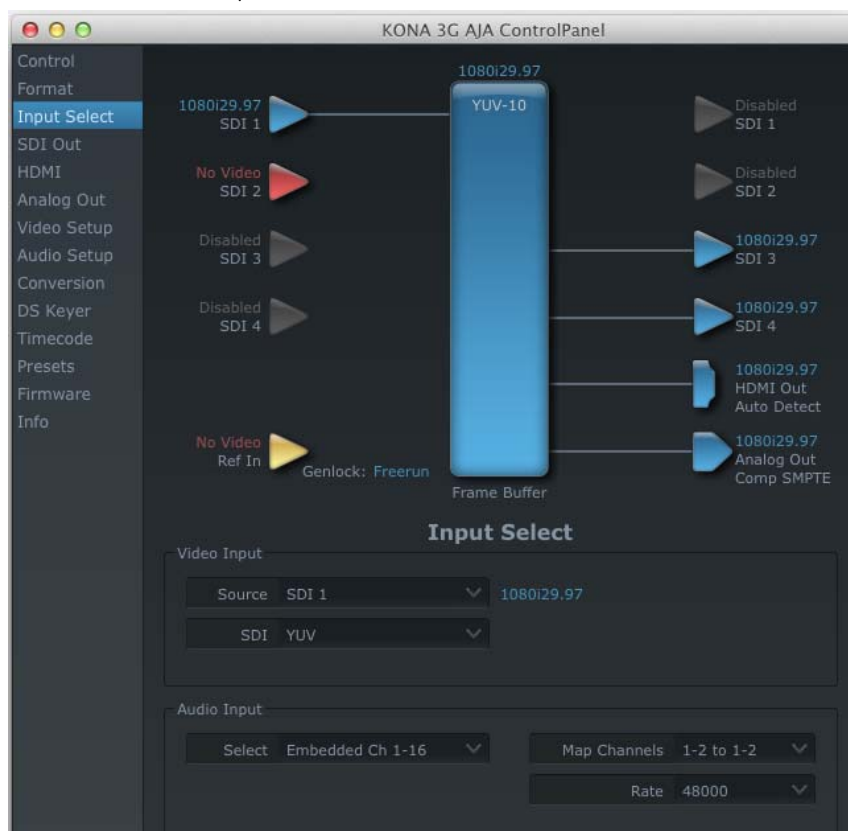 KONA 3G AJA ControlPanel
Control
Format
Input Select
SDI Out
HDMI
Analog Out
Video Setup
Audio Setup
Conversion
DS Keyer
Timecode
Presets
Firmware
Info
1080i29.97
YUV-10
1080i29.97
SDI 1
No Video
SDI 2
Disabled
SDI 3
Disabled
SDI 4
No Video
Ref In
Genlock: Freerun
Frame Buffer
Disabled
SDI 1
Disabled
SDI 2
1080i29.97
SDI 3
1080i29.97
SDI 4
1080i29.97
HDMI Out
Auto Detect
1080i29.97
Analog Out
Comp SMPTE
Input Select
Video Input
Source SDI 1 1080i29.97
SDI YUV
Audio Input
Select Embedded Ch 1-16 Map Channels 1-2 to 1-2
Rate 48000